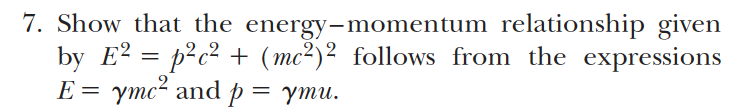 7. Show that the energy–momentum relationship given
by E² = p²c² + (mc²)² follows from the expressions
E = γmc² and p = γmu.